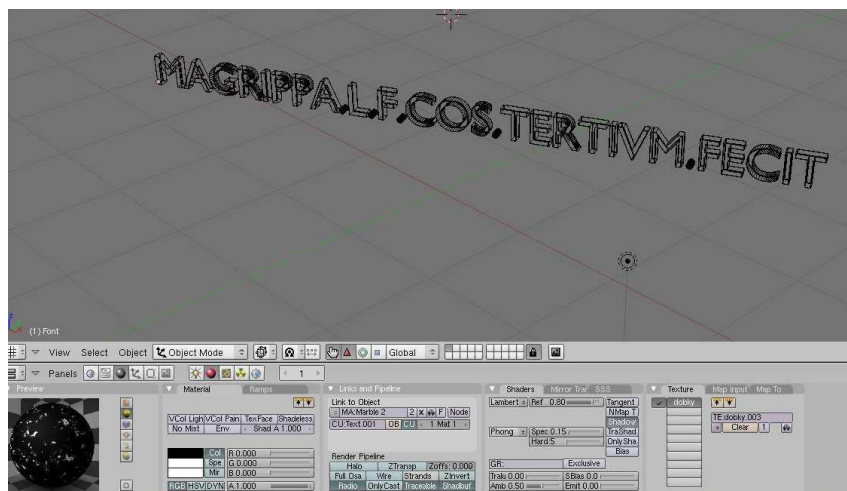 MAGRIPPA.L.F.COS.TERTIVM.FECIT
(1) Font
View Select Object Object Mode Global
Panels 1
Preview
Material Ramps
VCol Ligh VCol Pain TexFace Shadeless
No Mist Env Shad A 1.000
Col R 0.000
Spe G 0.000
Mir B 0.000
RGB HSV DYN A 1.000
Links and Pipeline
Link to Object
MA:Marble 2 2 X F Node
CU:Text.001 OB CU 1 Mat 1
Render Pipeline
Halo ZTransp Zoffs: 0.000
Full Osa Wire Strands ZInvert
Radio OnlyCast Traceable Shadbuf
Shaders Mirror Tran SSS
Lambert Ref 0.80 Tangent
NMap T
Shadow
Phong Spec 0.15 TraShad
Hard:5 OnlySha
Bias
GR: Exclusive
Tralu 0.00 SBias 0.0
Amb 0.50 Emit 0.00
Texture Map Input Map To
dobky
TE:dobky.003
Clear 1